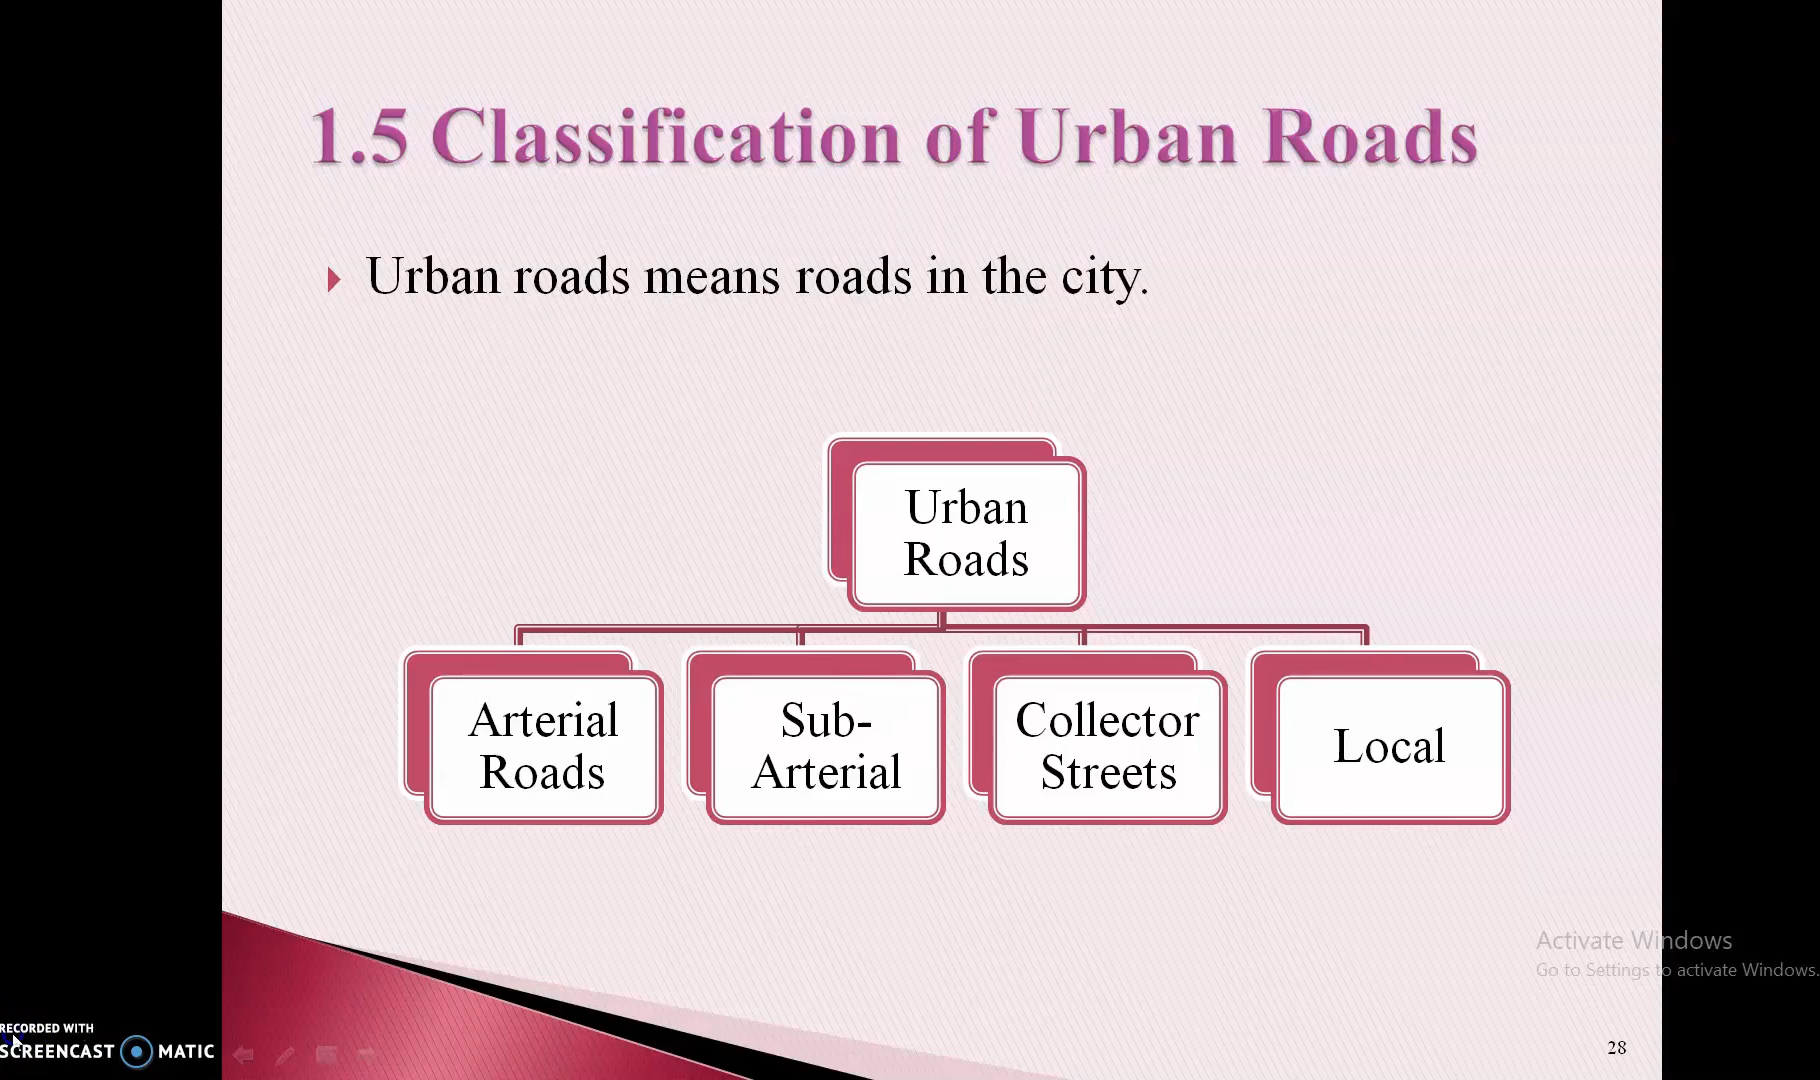 1.5 Classification of Urban Roads
Urban roads means roads in the city.
Urban
Roads
Arterial
Roads
Sub-
Arterial
Collector
Streets
Local
Activate Windows
Go to Settings to activate Windows.
RECORDED WITH
SCREENCAST MATIC
28